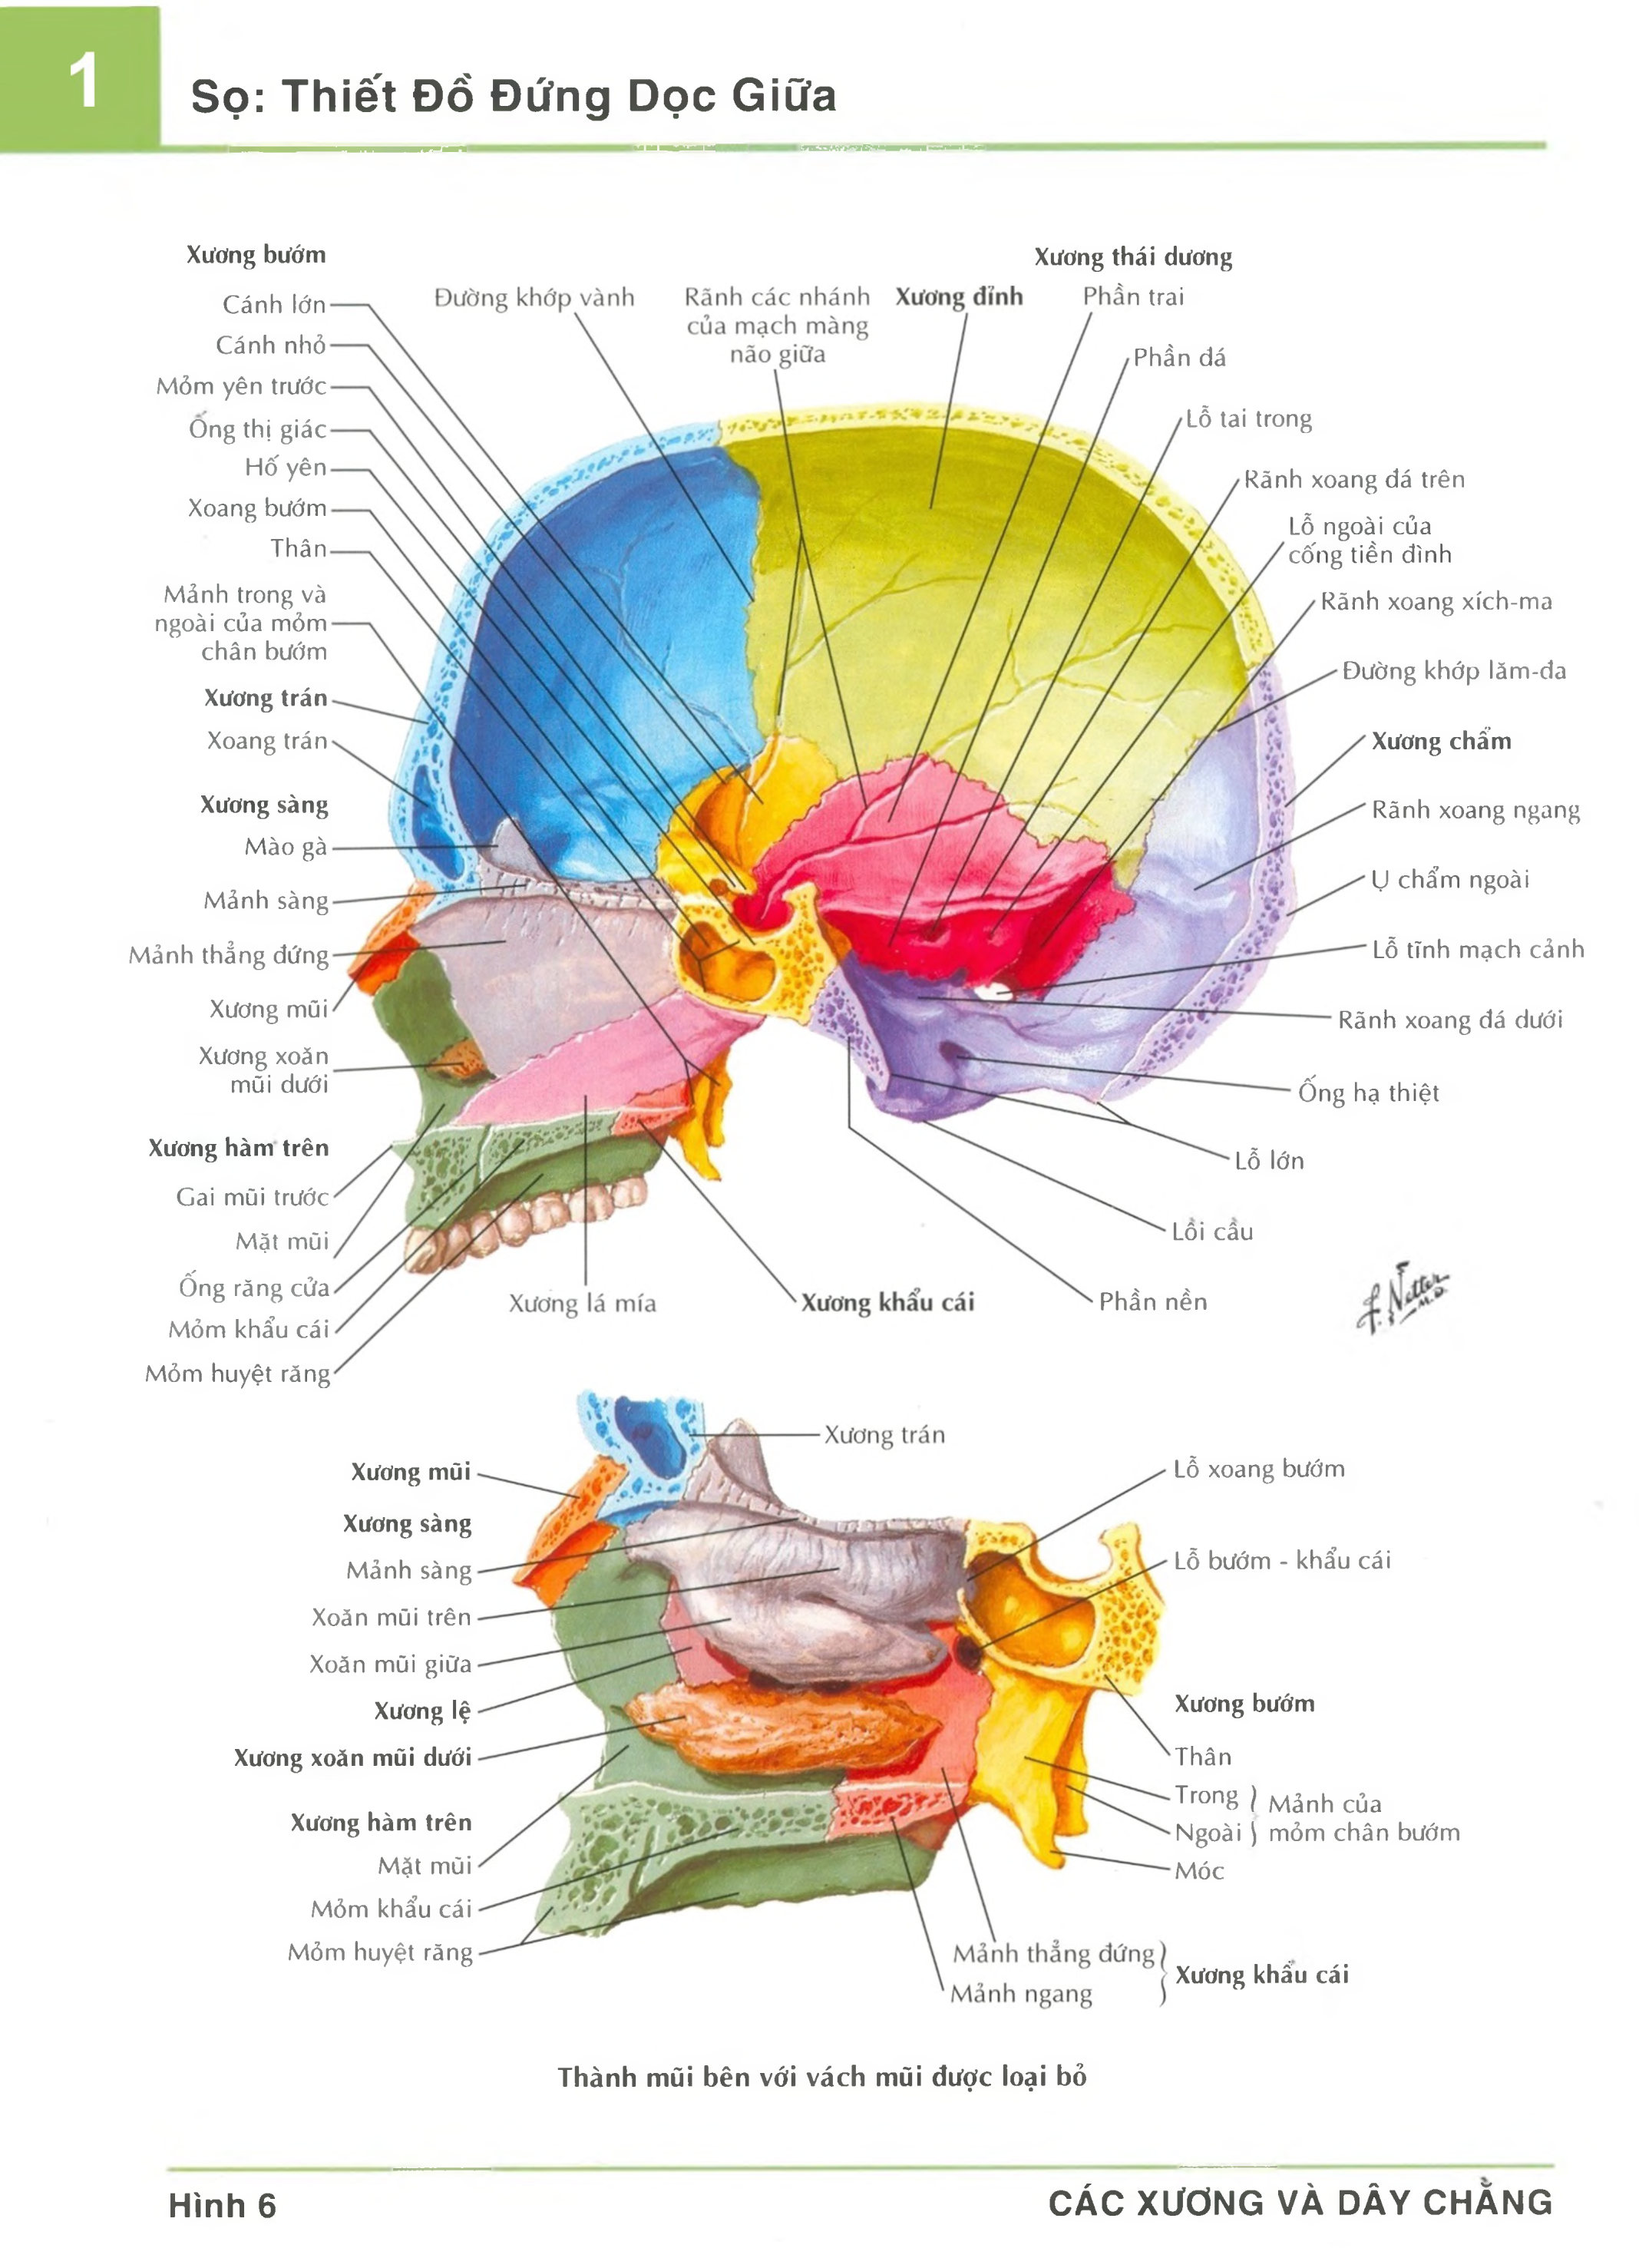 1
Sọ: Thiết Đồ Đứng Dọc Giữa
Xương bướm
Cánh lớn
Cánh nhỏ
Mỏm yên trước
Ống thị giác
Hố yên
Xoang bướm
Thân
Mảnh trong và
ngoài của mỏm
chân bướm
Xương trán
Xoang trán
Xương sàng
Mào gà
Mảnh sàng
Mảnh thẳng đứng
Xương mũi
Xương xoăn
mũi dưới
Xương hàm trên
Gai mũi trước
Mặt mũi
Ống răng cửa
Mỏm khẩu cái
Mỏm huyệt răng
Đường khớp vành
Rãnh các nhánh
của mạch màng
não giữa
Xương đỉnh
Xương thái dương
Phần trai
Phần đá
Lỗ tai trong
Rãnh xoang đá trên
Lỗ ngoài của
cống tiền đình
Rãnh xoang xích-ma
Đường khớp lăm-đa
Xương chẩm
Rãnh xoang ngang
Ụ chẩm ngoài
Lỗ tĩnh mạch cảnh
Rãnh xoang đá dưới
Ống hạ thiệt
Lỗ lớn
Lồi cầu
Phần nền
Xương khẩu cái
Xương lá mía
F. Netter
M.D.
Xương trán
Xương mũi
Xương sàng
Mảnh sàng
Xoăn mũi trên
Xoăn mũi giữa
Xương lệ
Xương xoăn mũi dưới
Xương hàm trên
Mặt mũi
Mỏm khẩu cái
Mỏm huyệt răng
Lỗ xoang bướm
Lỗ bướm - khẩu cái
Xương bướm
Thân
Trong
Ngoài
Mảnh của
mỏm chân bướm
Móc
Mảnh thẳng đứng
Mảnh ngang
Xương khẩu cái
Thành mũi bên với vách mũi được loại bỏ
Hình 6
CÁC XƯƠNG VÀ DÂY CHẰNG